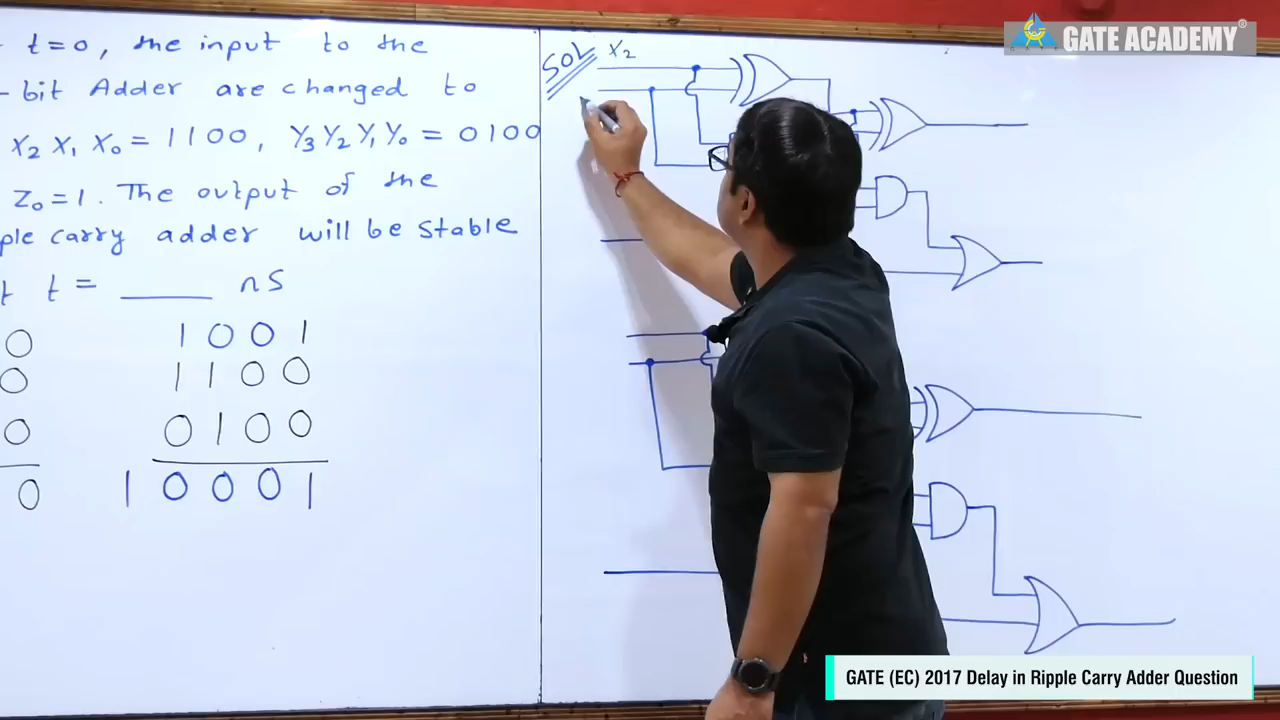 t=0, the input to the
-bit Adder are changed to
X2 X1 X0 = 1100, Y3 Y2 Y1 Y0 = 0100
Z0 = 1. The output of the
ple carry adder will be stable
t t = ______ ns
0 1 0 0 1
0 1 1 0 0
0 0 1 0 0
0 1 0 0 0 1
SOL
X2
GATE ACADEMY®
GATE (EC) 2017 Delay in Ripple Carry Adder Question